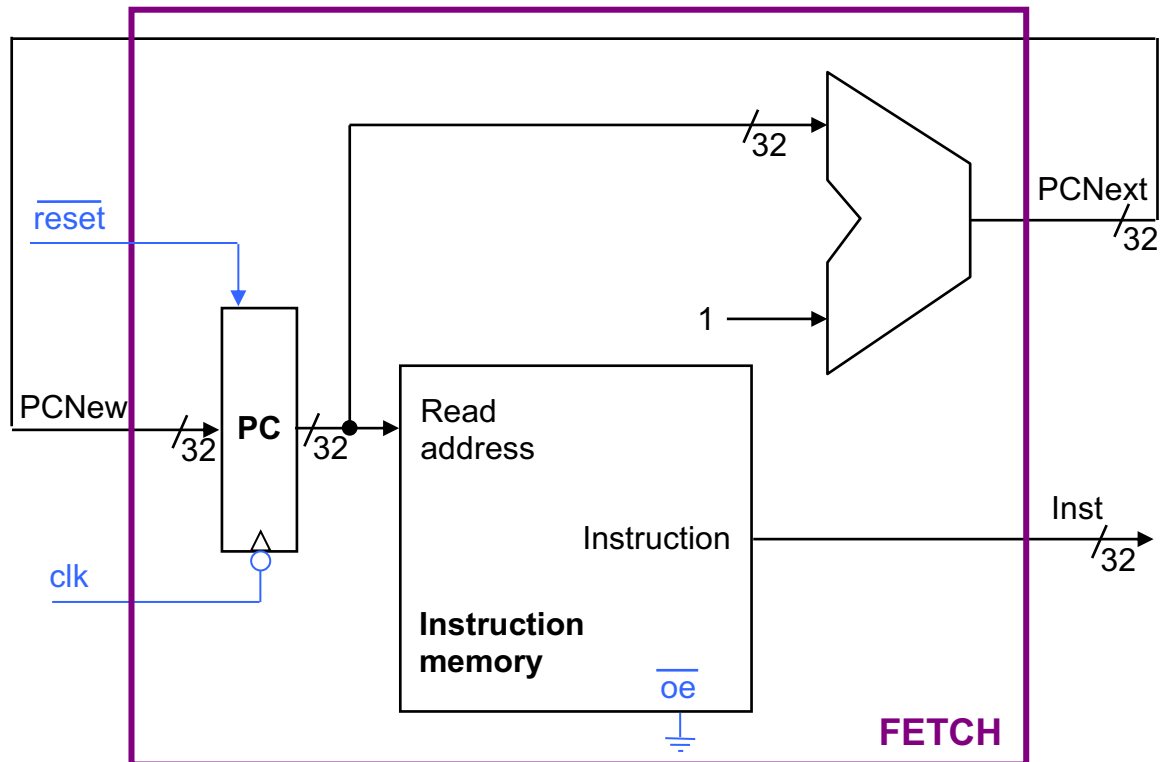 32
PCNext
32
reset
1
PCNew
32
PC
32
Read
address
Inst
32
Instruction
clk
Instruction
memory
oe
FETCH